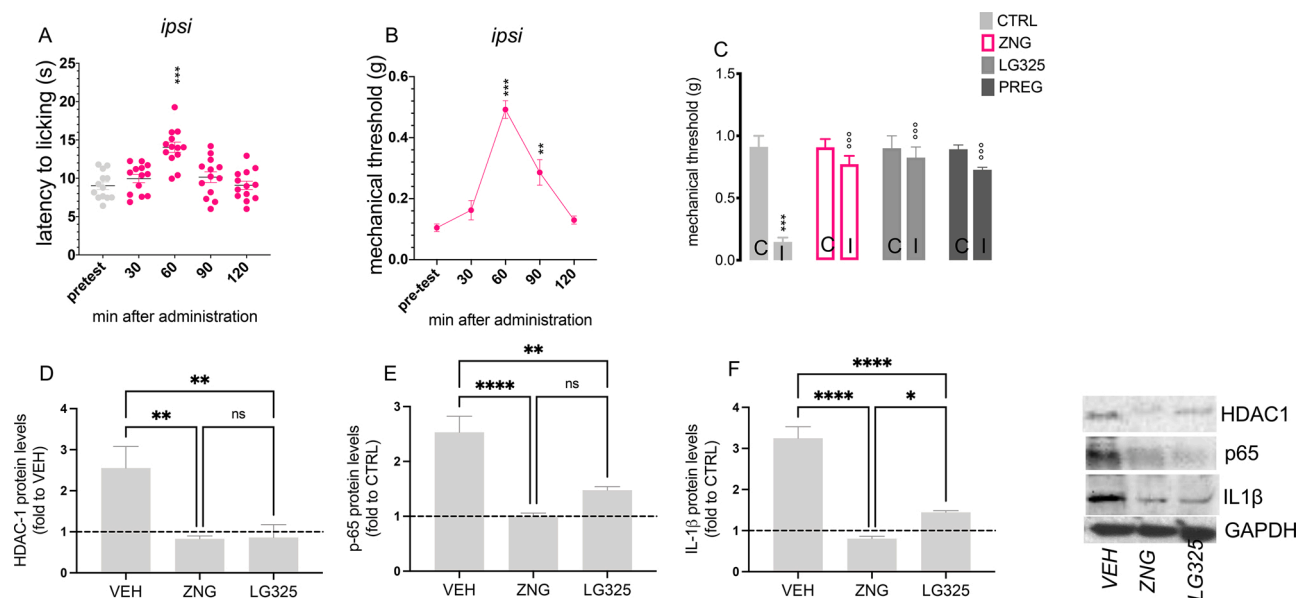 A
ipsi
latency to licking (s)
25
20
15
10
5
0
***
pretest
30
60
90
120
min after administration
B
ipsi
mechanical threshold (g)
0.6
0.4
0.2
0.0
***
**
pre-test
30
60
90
120
min after administration
C
mechanical threshold (g)
1.5
1.0
0.5
0.0
***
°°°
°°°
°°°
C
I
C
I
C
I
C
I
CTRL
ZNG
LG325
PREG
D
HDAC-1 protein levels
(fold to VEH)
4
3
2
1
0
**
**
ns
VEH
ZNG
LG325
E
p-65 protein levels
(fold to CTRL)
3
2
1
0
**
****
ns
VEH
ZNG
LG325
F
IL-1β protein levels
(fold to CTRL)
4
3
2
1
0
****
****
*
VEH
ZNG
LG325
HDAC1
p65
IL1β
GAPDH
VEH
ZNG
LG325